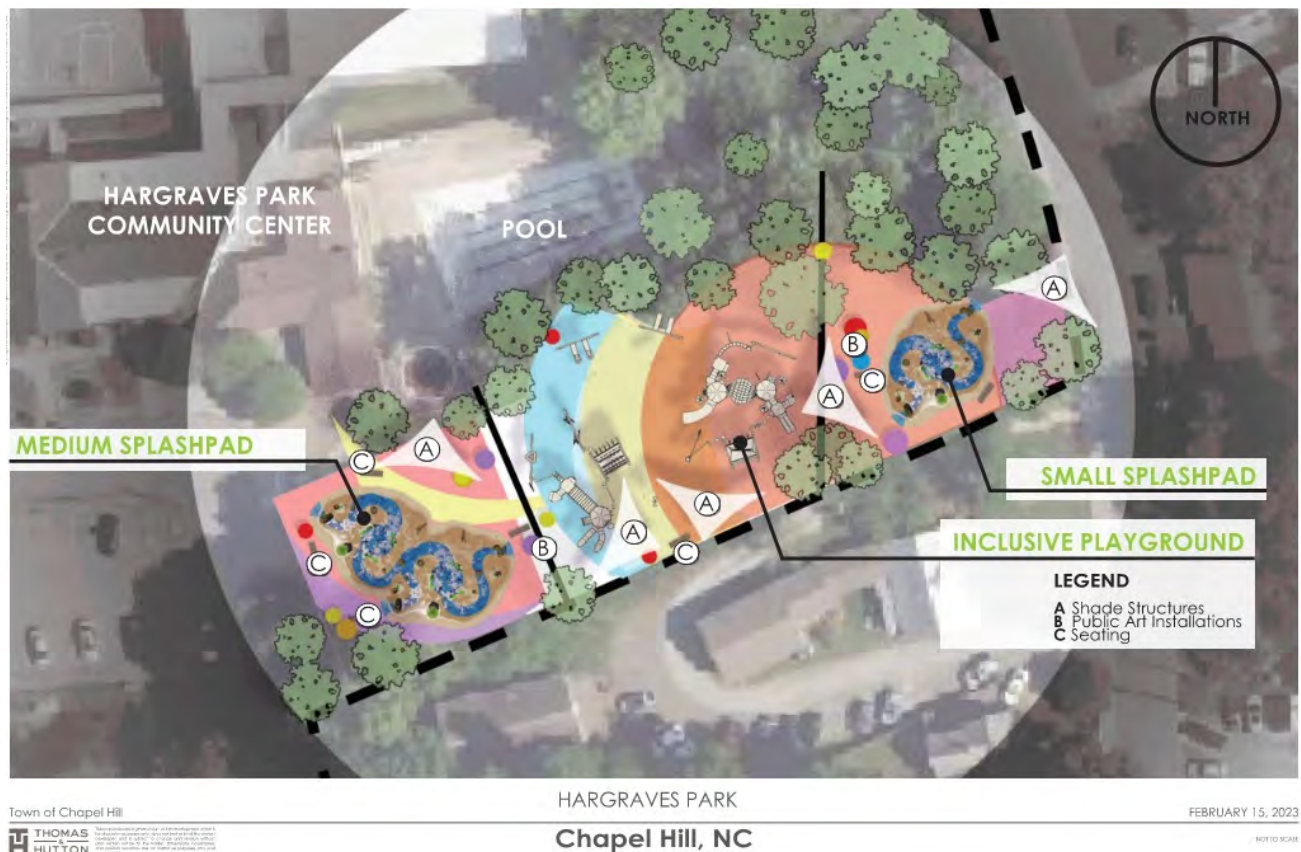 NORTH
HARGRAVES PARK
COMMUNITY CENTER
POOL
A
A
B
C
A
MEDIUM SPLASHPAD
C
A
SMALL SPLASHPAD
A
A
B
C
INCLUSIVE PLAYGROUND
C
C
LEGEND
A Shade Structures
B Public Art Installations
C Seating
HARGRAVES PARK
Town of Chapel Hill
FEBRUARY 15, 2023
THOMAS
&
HUTTON
Chapel Hill, NC
NOT TO SCALE